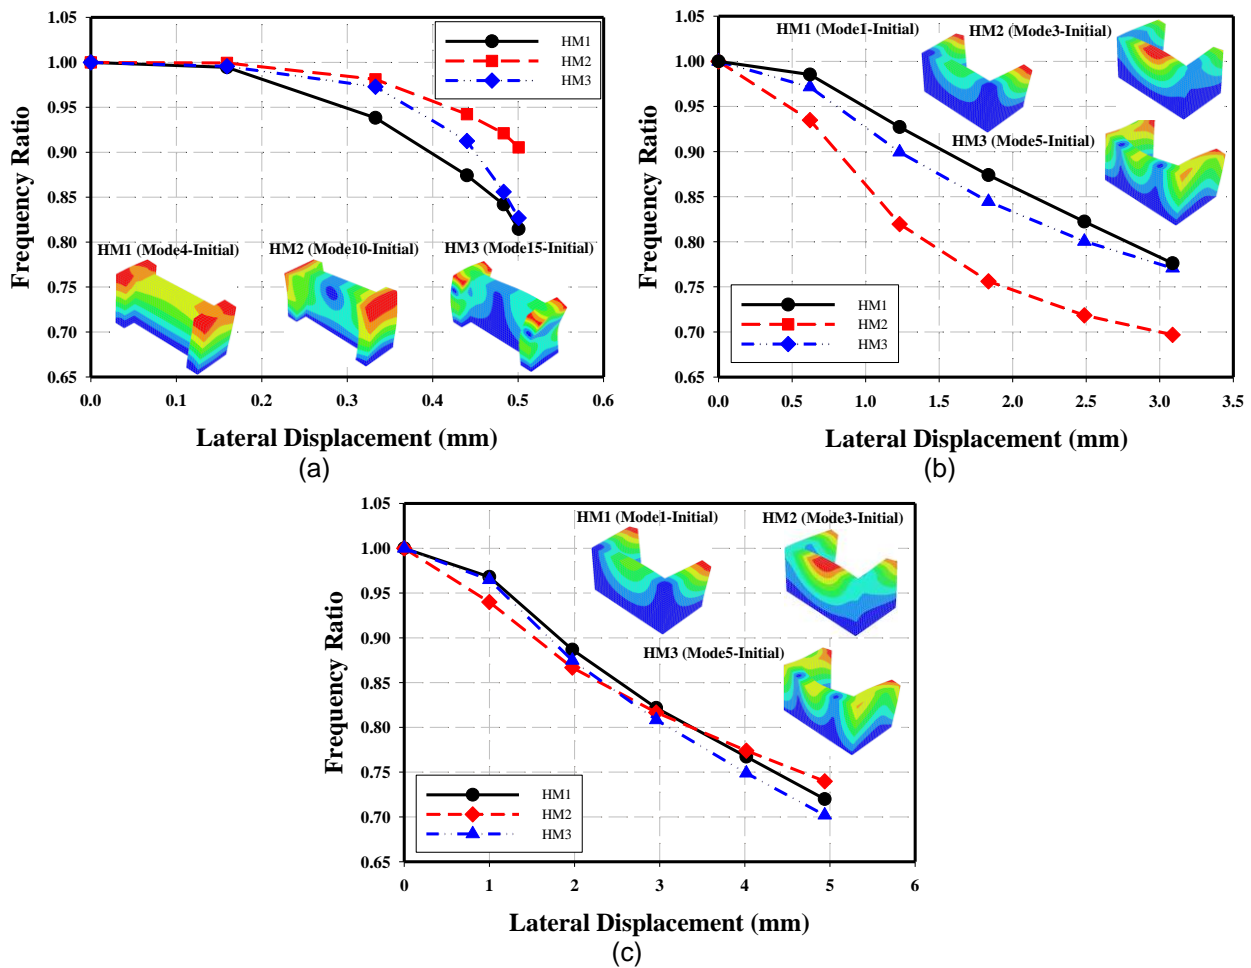 1.05
1.00
0.95
0.90
0.85
0.80
0.75
0.70
0.65
Frequency Ratio
HM1
HM2
HM3
HM1 (Mode4-Initial)
HM2 (Mode10-Initial)
HM3 (Mode15-Initial)
0.0 0.1 0.2 0.3 0.4 0.5 0.6
Lateral Displacement (mm)
(a)
1.05
1.00
0.95
0.90
0.85
0.80
0.75
0.70
0.65
Frequency Ratio
HM1 (Mode1-Initial)
HM2 (Mode3-Initial)
HM3 (Mode5-Initial)
HM1
HM2
HM3
0.0 0.5 1.0 1.5 2.0 2.5 3.0 3.5
Lateral Displacement (mm)
(b)
1.05
1.00
0.95
0.90
0.85
0.80
0.75
0.70
0.65
Frequency Ratio
HM1 (Mode1-Initial)
HM2 (Mode3-Initial)
HM3 (Mode5-Initial)
HM1
HM2
HM3
0 1 2 3 4 5 6
Lateral Displacement (mm)
(c)